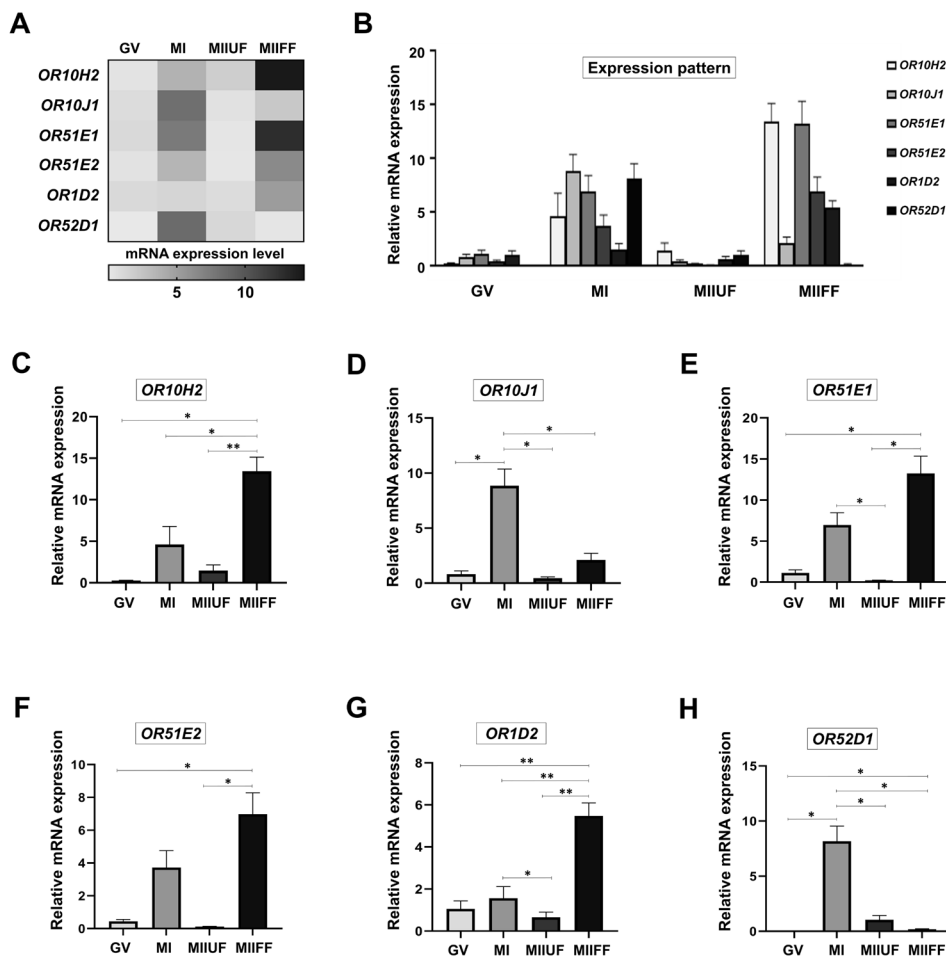 A
GV MI MIIUF MIIFF
OR10H2
OR10J1
OR51E1
OR51E2
OR1D2
OR52D1
mRNA expression level
5 10
B
Expression pattern
Relative mRNA expression
20
15
10
5
0
GV MI MIIUF MIIFF
OR10H2
OR10J1
OR51E1
OR51E2
OR1D2
OR52D1
C
OR10H2
Relative mRNA expression
20
15
10
5
0
*
*
**
GV MI MIIUF MIIFF
D
OR10J1
Relative mRNA expression
15
10
5
0
*
*
*
GV MI MIIUF MIIFF
E
OR51E1
Relative mRNA expression
20
15
10
5
0
*
*
*
GV MI MIIUF MIIFF
F
OR51E2
Relative mRNA expression
10
8
6
4
2
0
*
*
GV MI MIIUF MIIFF
G
OR1D2
Relative mRNA expression
8
6
4
2
0
**
**
**
*
GV MI MIIUF MIIFF
H
OR52D1
Relative mRNA expression
15
10
5
0
*
*
*
*
GV MI MIIUF MIIFF